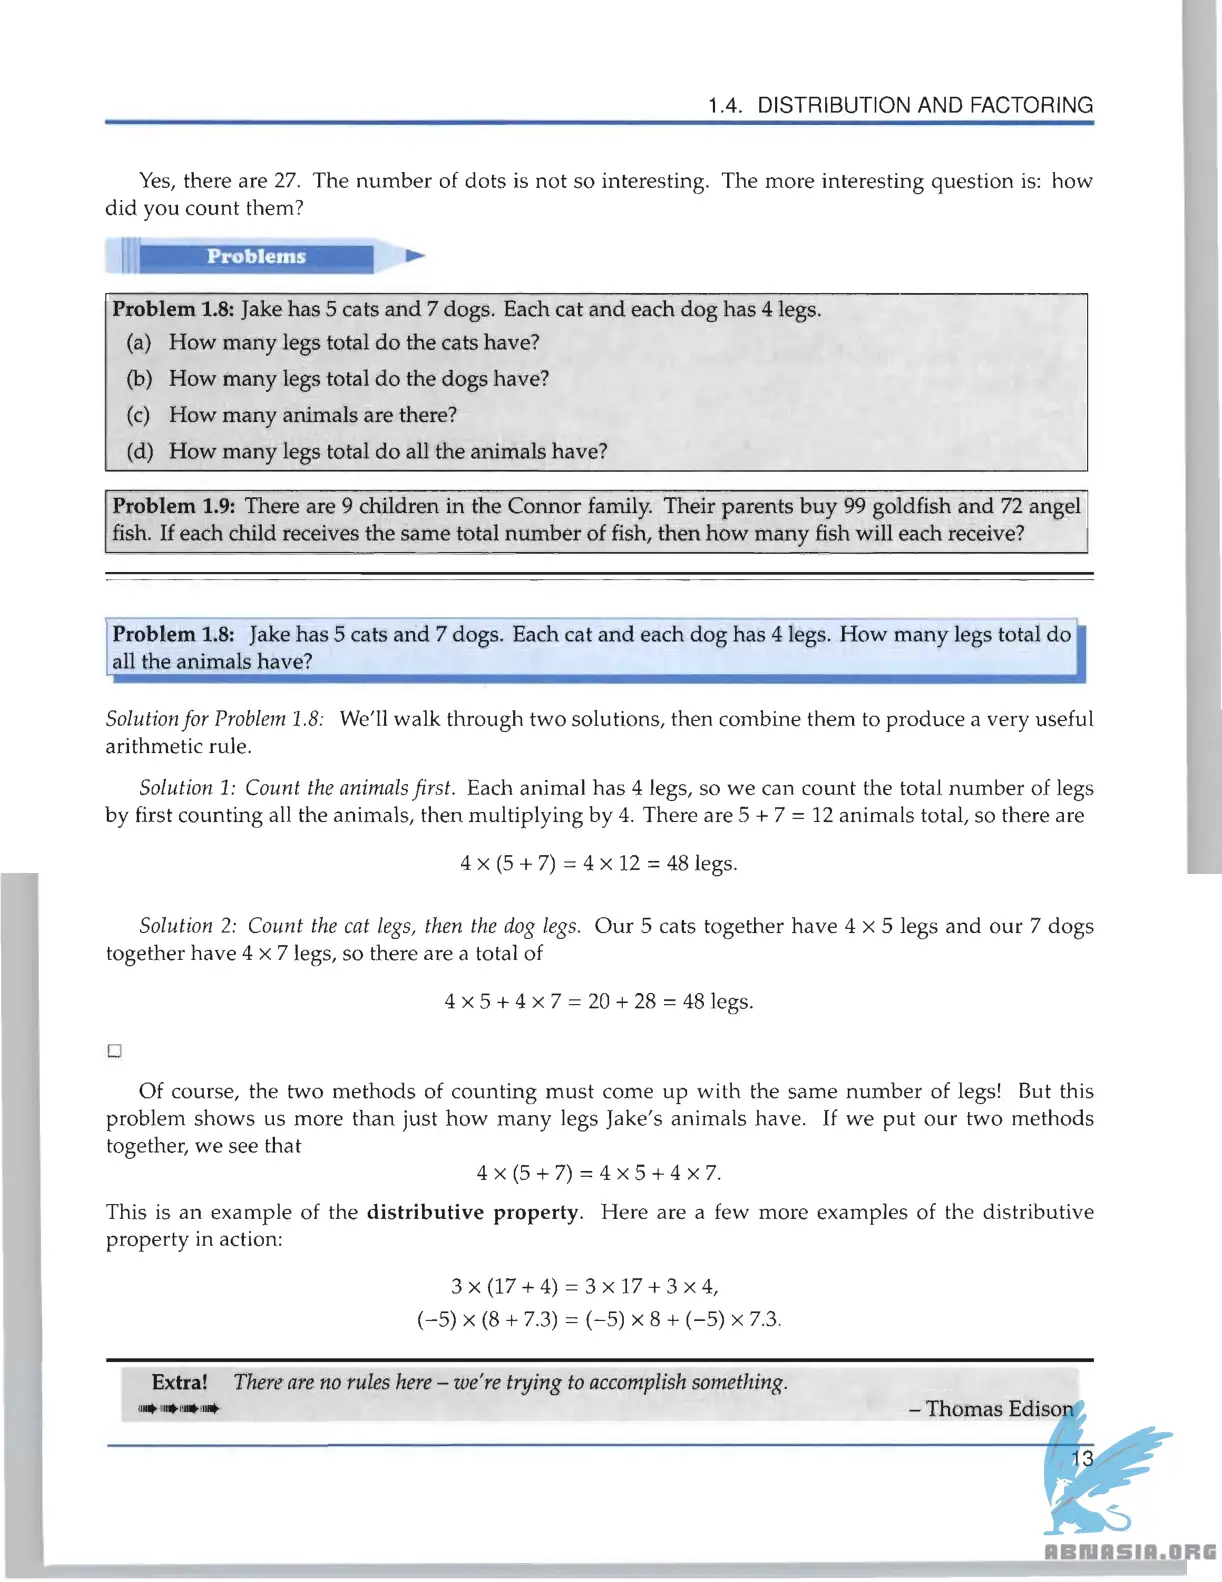 1.4. DISTRIBUTION AND FACTORING
Yes, there are 27. The number of dots is not so interesting. The more interesting question is: how
did you count them?
Problems
Problem 1.8: Jake has 5 cats and 7 dogs. Each cat and each dog has 4 legs.
(a) How many legs total do the cats have?
(b) How many legs total do the dogs have?
(c) How many animals are there?
(d) How many legs total do all the animals have?
Problem 1.9: There are 9 children in the Connor family. Their parents buy 99 goldfish and 72 angel
fish. If each child receives the same total number of fish, then how many fish will each receive?
Problem 1.8: Jake has 5 cats and 7 dogs. Each cat and each dog has 4 legs. How many legs total do
all the animals have?
Solution for Problem 1.8: We'll walk through two solutions, then combine them to produce a very useful
arithmetic rule.
Solution 1: Count the animals first. Each animal has 4 legs, so we can count the total number of legs
by first counting all the animals, then multiplying by 4. There are 5 + 7 = 12 animals total, so there are
4 × (5 + 7) = 4 × 12 = 48 legs.
Solution 2: Count the cat legs, then the dog legs. Our 5 cats together have 4 × 5 legs and our 7 dogs
together have 4 × 7 legs, so there are a total of
4 × 5 + 4 × 7 = 20 + 28 = 48 legs.
□
Of course, the two methods of counting must come up with the same number of legs! But this
problem shows us more than just how many legs Jake's animals have. If we put our two methods
together, we see that
4 × (5 + 7) = 4 × 5 + 4 × 7.
This is an example of the distributive property. Here are a few more examples of the distributive
property in action:
3 × (17 + 4) = 3 × 17 + 3 × 4,
(−5) × (8 + 7.3) = (−5) × 8 + (−5) × 7.3.
Extra! There are no rules here – we're trying to accomplish something.
– Thomas Edison
13
ABNASIA.ORG